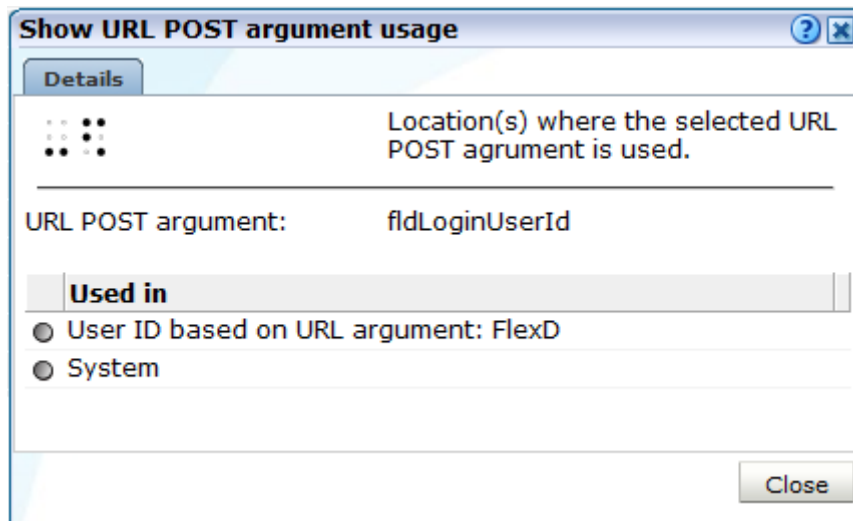 Show URL POST argument usage
Details
Location(s) where the selected URL
POST agrument is used.
URL POST argument: fldLoginUserId
Used in
User ID based on URL argument: FlexD
System
Close